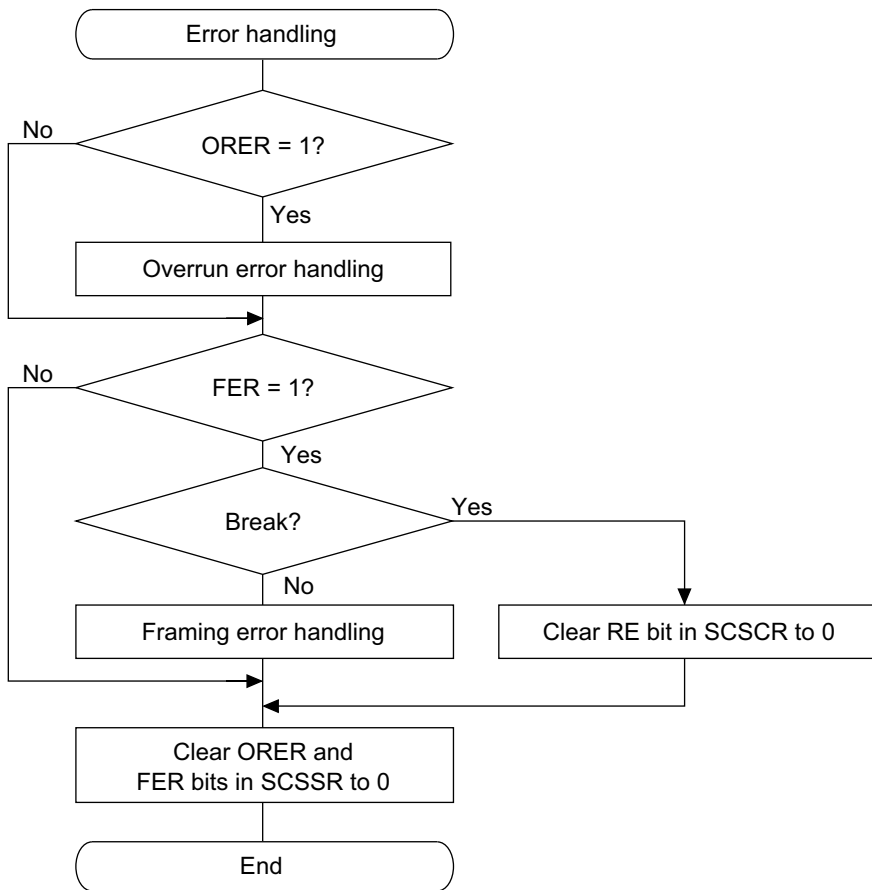 Error handling
No
ORER = 1?
Yes
Overrun error handling
No
FER = 1?
Yes
Break?
Yes
No
Framing error handling
Clear RE bit in SCSCR to 0
Clear ORER and
FER bits in SCSSR to 0
End